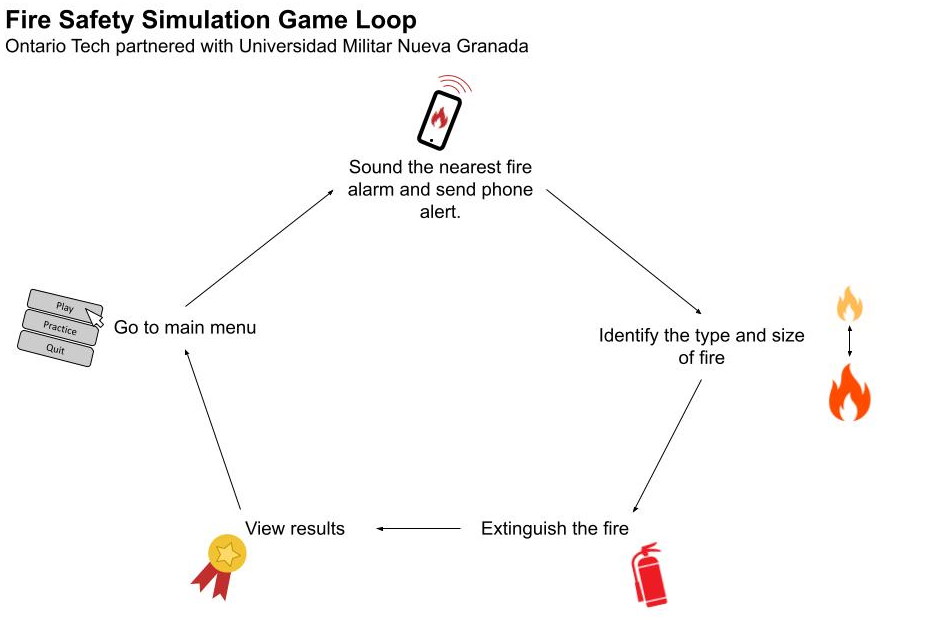 Fire Safety Simulation Game Loop
Ontario Tech partnered with Universidad Militar Nueva Granada
Sound the nearest fire
alarm and send phone
alert.
Play
Practice
Quit
Go to main menu
Identify the type and size
of fire
View results
Extinguish the fire